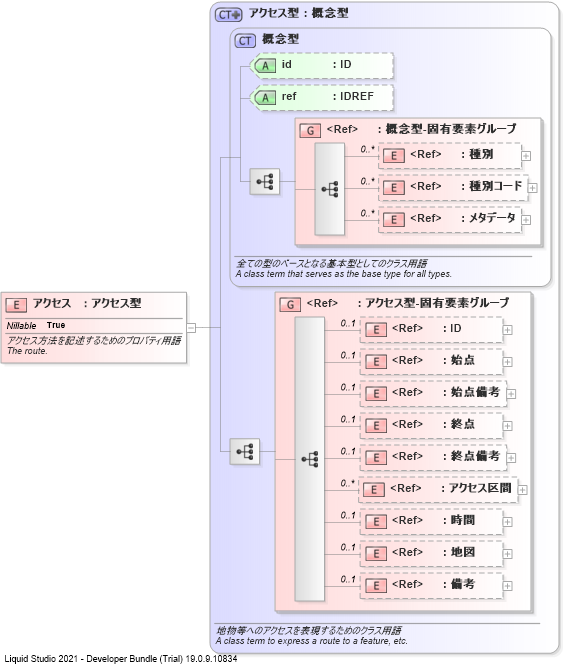 CT アクセス型 : 概念型
CT 概念型
A id : ID
A ref : IDREF
G <Ref> : 概念型-固有要素グループ
0..* E <Ref> : 種別
0..* E <Ref> : 種別コード
0..* E <Ref> : メタデータ
全ての型のベースとなる基本型としてのクラス用語
A class term that serves as the base type for all types.
E アクセス : アクセス型
Nillable True
アクセス方法を記述するためのプロパティ用語
The route.
G <Ref> : アクセス型-固有要素グループ
0..1 E <Ref> : ID
0..1 E <Ref> : 始点
0..1 E <Ref> : 始点備考
0..1 E <Ref> : 終点
0..1 E <Ref> : 終点備考
0..* E <Ref> : アクセス区間
0..1 E <Ref> : 時間
0..1 E <Ref> : 地図
0..1 E <Ref> : 備考
地物等へのアクセスを表現するためのクラス用語
A class term to express a route to a feature, etc.
Liquid Studio 2021 - Developer Bundle (Trial) 19.0.9.10834